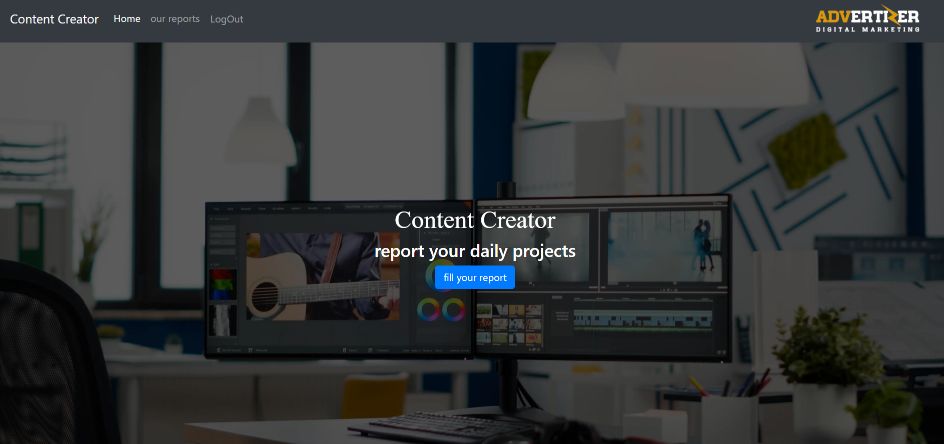 Content Creator
Home
our reports
LogOut
ADVERTIZER
DIGITAL MARKETING
Content Creator
report your daily projects
fill your report